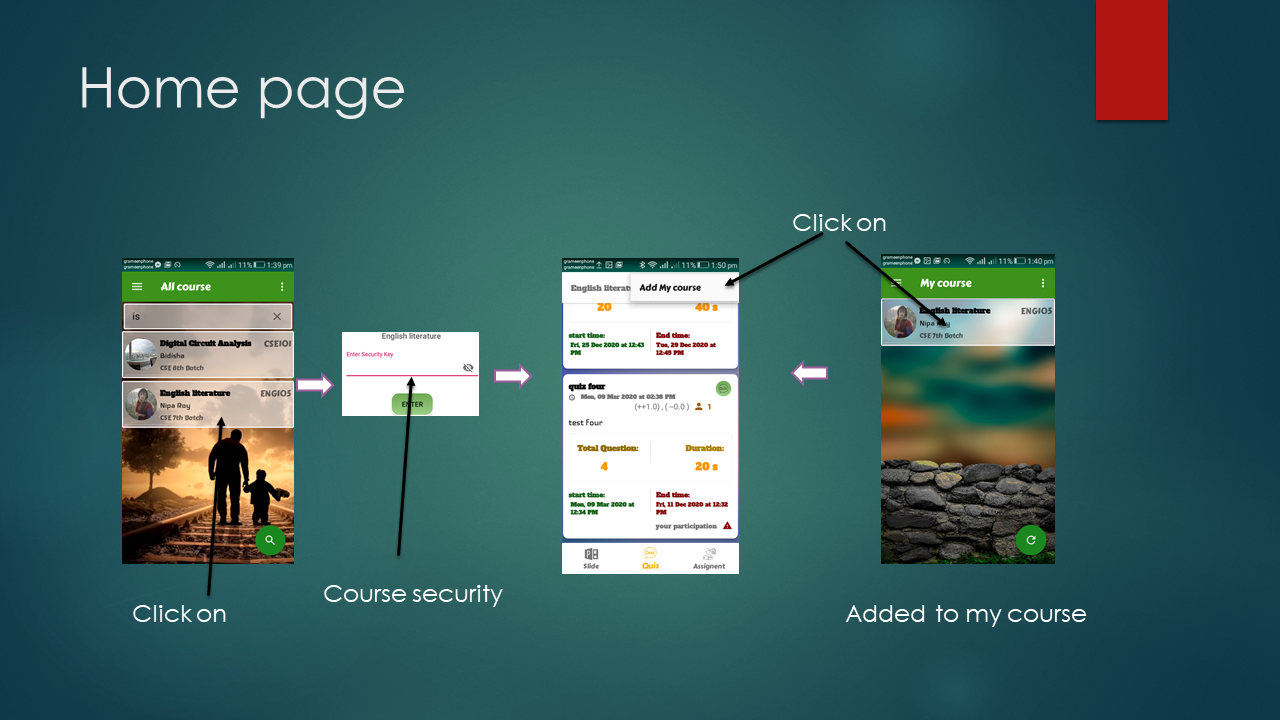 Home page
Click on
grameenphone
grameenphone
11% 1:39 pm
All course
is
Digital Circuit Analysis
CSE101
Bidisha
CSE 8th Batch
English literature
ENG105
Nipa Roy
CSE 7th Batch
English literature
Enter Security Key
ENTER
grameenphone
grameenphone
11% 1:50 pm
English literat
Add My course
20
40 s
start time:
End time:
Fri, 25 Dec 2020 at 12:43 PM
Tue, 29 Dec 2020 at 12:45 PM
quiz four
Mon, 09 Mar 2020 at 02:38 PM
(++1.0) , ( --0.0 )
1
test Four
Total Question:
Duration:
4
20 s
start time:
End time:
Mon, 09 Mar 2020 at 12:34 PM
Fri, 11 Dec 2020 at 12:32 PM
your participation
Slide
Quiz
Assignent
grameenphone
grameenphone
11% 1:40 pm
My course
English literature
ENG105
Nipa Roy
CSE 7th Batch
Click on
Course security
Added to my course